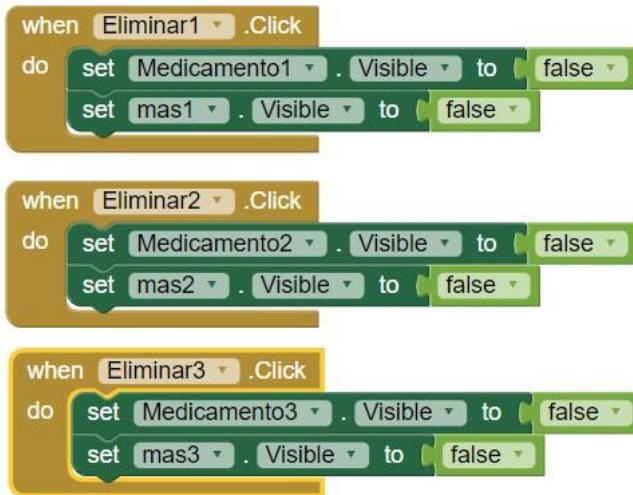 when Eliminar1 .Click
do set Medicamento1 . Visible to false
set mas1 . Visible to false
when Eliminar2 .Click
do set Medicamento2 . Visible to false
set mas2 . Visible to false
when Eliminar3 .Click
do set Medicamento3 . Visible to false
set mas3 . Visible to false